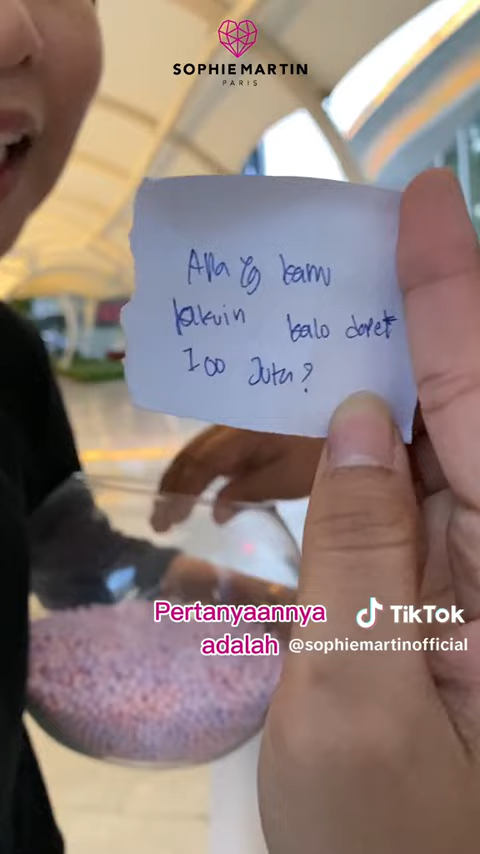 SOPHIE MARTIN
PARIS
Apa yg kamu
lakuin kalo dapet
100 Juta?
Pertanyaannya
adalah
TikTok
@sophiemartinofficial